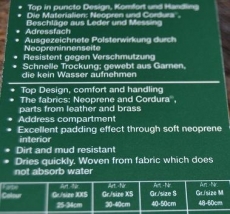 • Top in puncto Design, Komfort und Handling
• Die Materialien: Neopren und Cordura®,
Beschläge aus Leder und Messing
• Adressfach
• Ausgezeichnete Polsterwirkung durch
Neopreninnenseite
• Resistent gegen Verschmutzung
• Schnelle Trocknung; gewebt aus Garnen,
die kein Wasser aufnehmen
• Top Design, comfort and handling
• The fabrics: Neoprene and Cordura®,
parts from leather and brass
• Address compartment
• Excellent padding effect through soft neoprene
interior
• Dirt and mud resistant
• Dries quickly. Woven from fabric which does
not absorb water
Farbe Art.-Nr. Art.-Nr. Art.-Nr. Art.-Nr.
Colour Gr./size XXS Gr./size XS Gr./size S Gr./size M
25-34cm 30-40cm 40-50cm 48-60cm